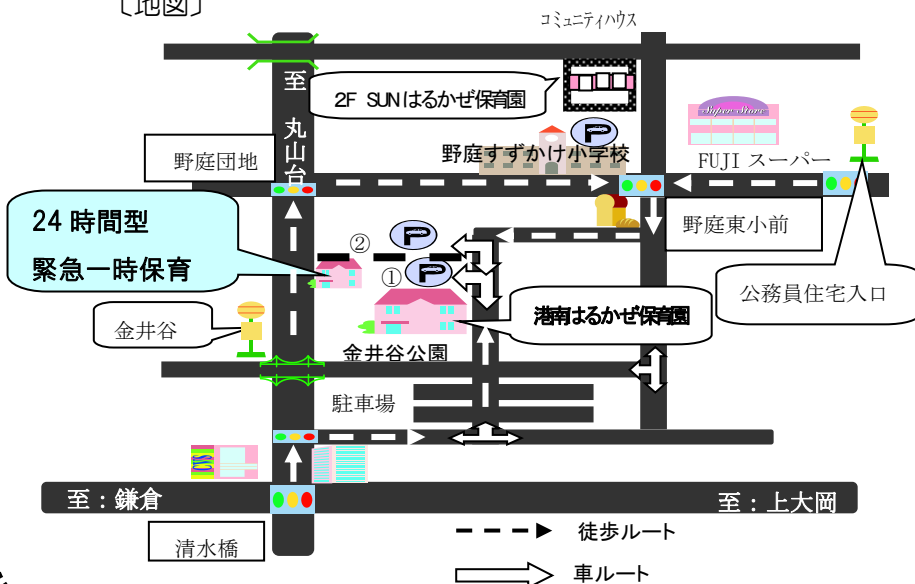 〔地図〕
コミュニティハウス
至 丸山台
2F SUNはるかぜ保育園
P
Super Store
野庭団地
野庭すずかけ小学校
FUJI スーパー
24 時間型
緊急一時保育
②
P
野庭東小前
①
P
公務員住宅入口
金井谷
港南はるかぜ保育園
金井谷公園
駐車場
至：鎌倉
至：上大岡
清水橋
徒歩ルート
車ルート